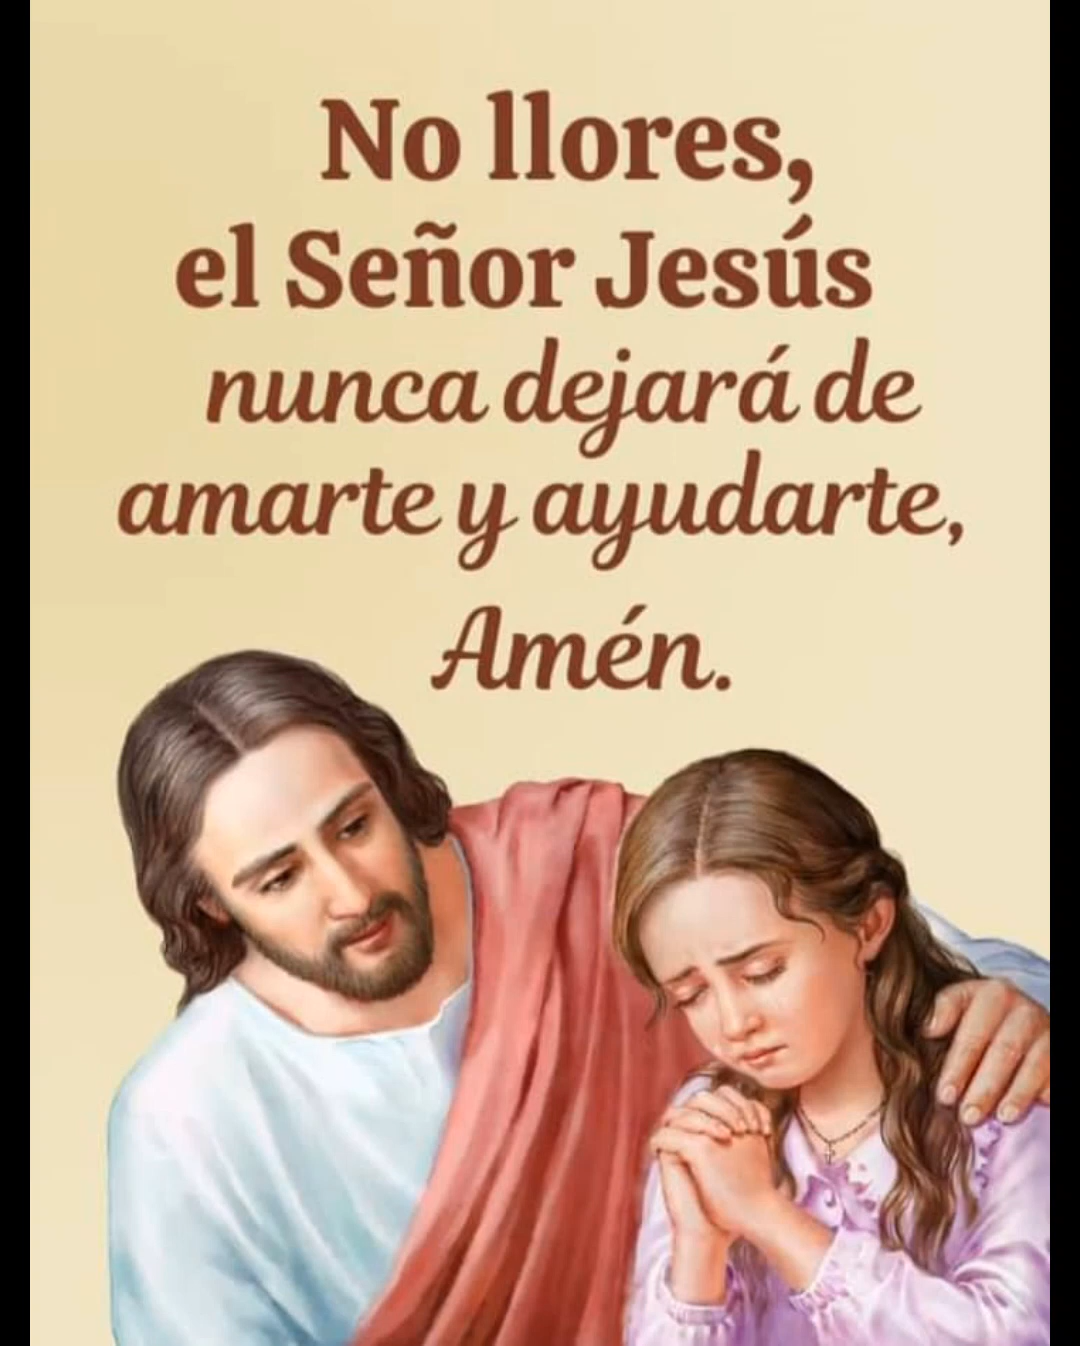 No llores,
el Señor Jesús
nunca dejará de
amarte y ayudarte,
Amén.